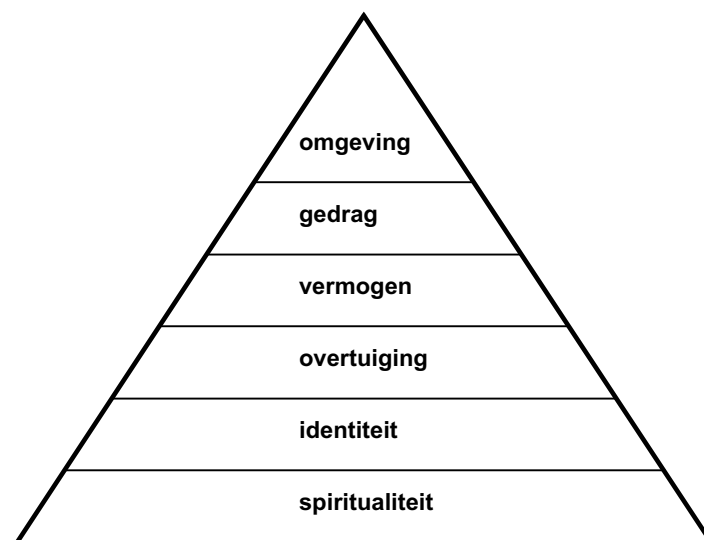 omgeving
gedrag
vermogen
overtuiging
identiteit
spiritualiteit